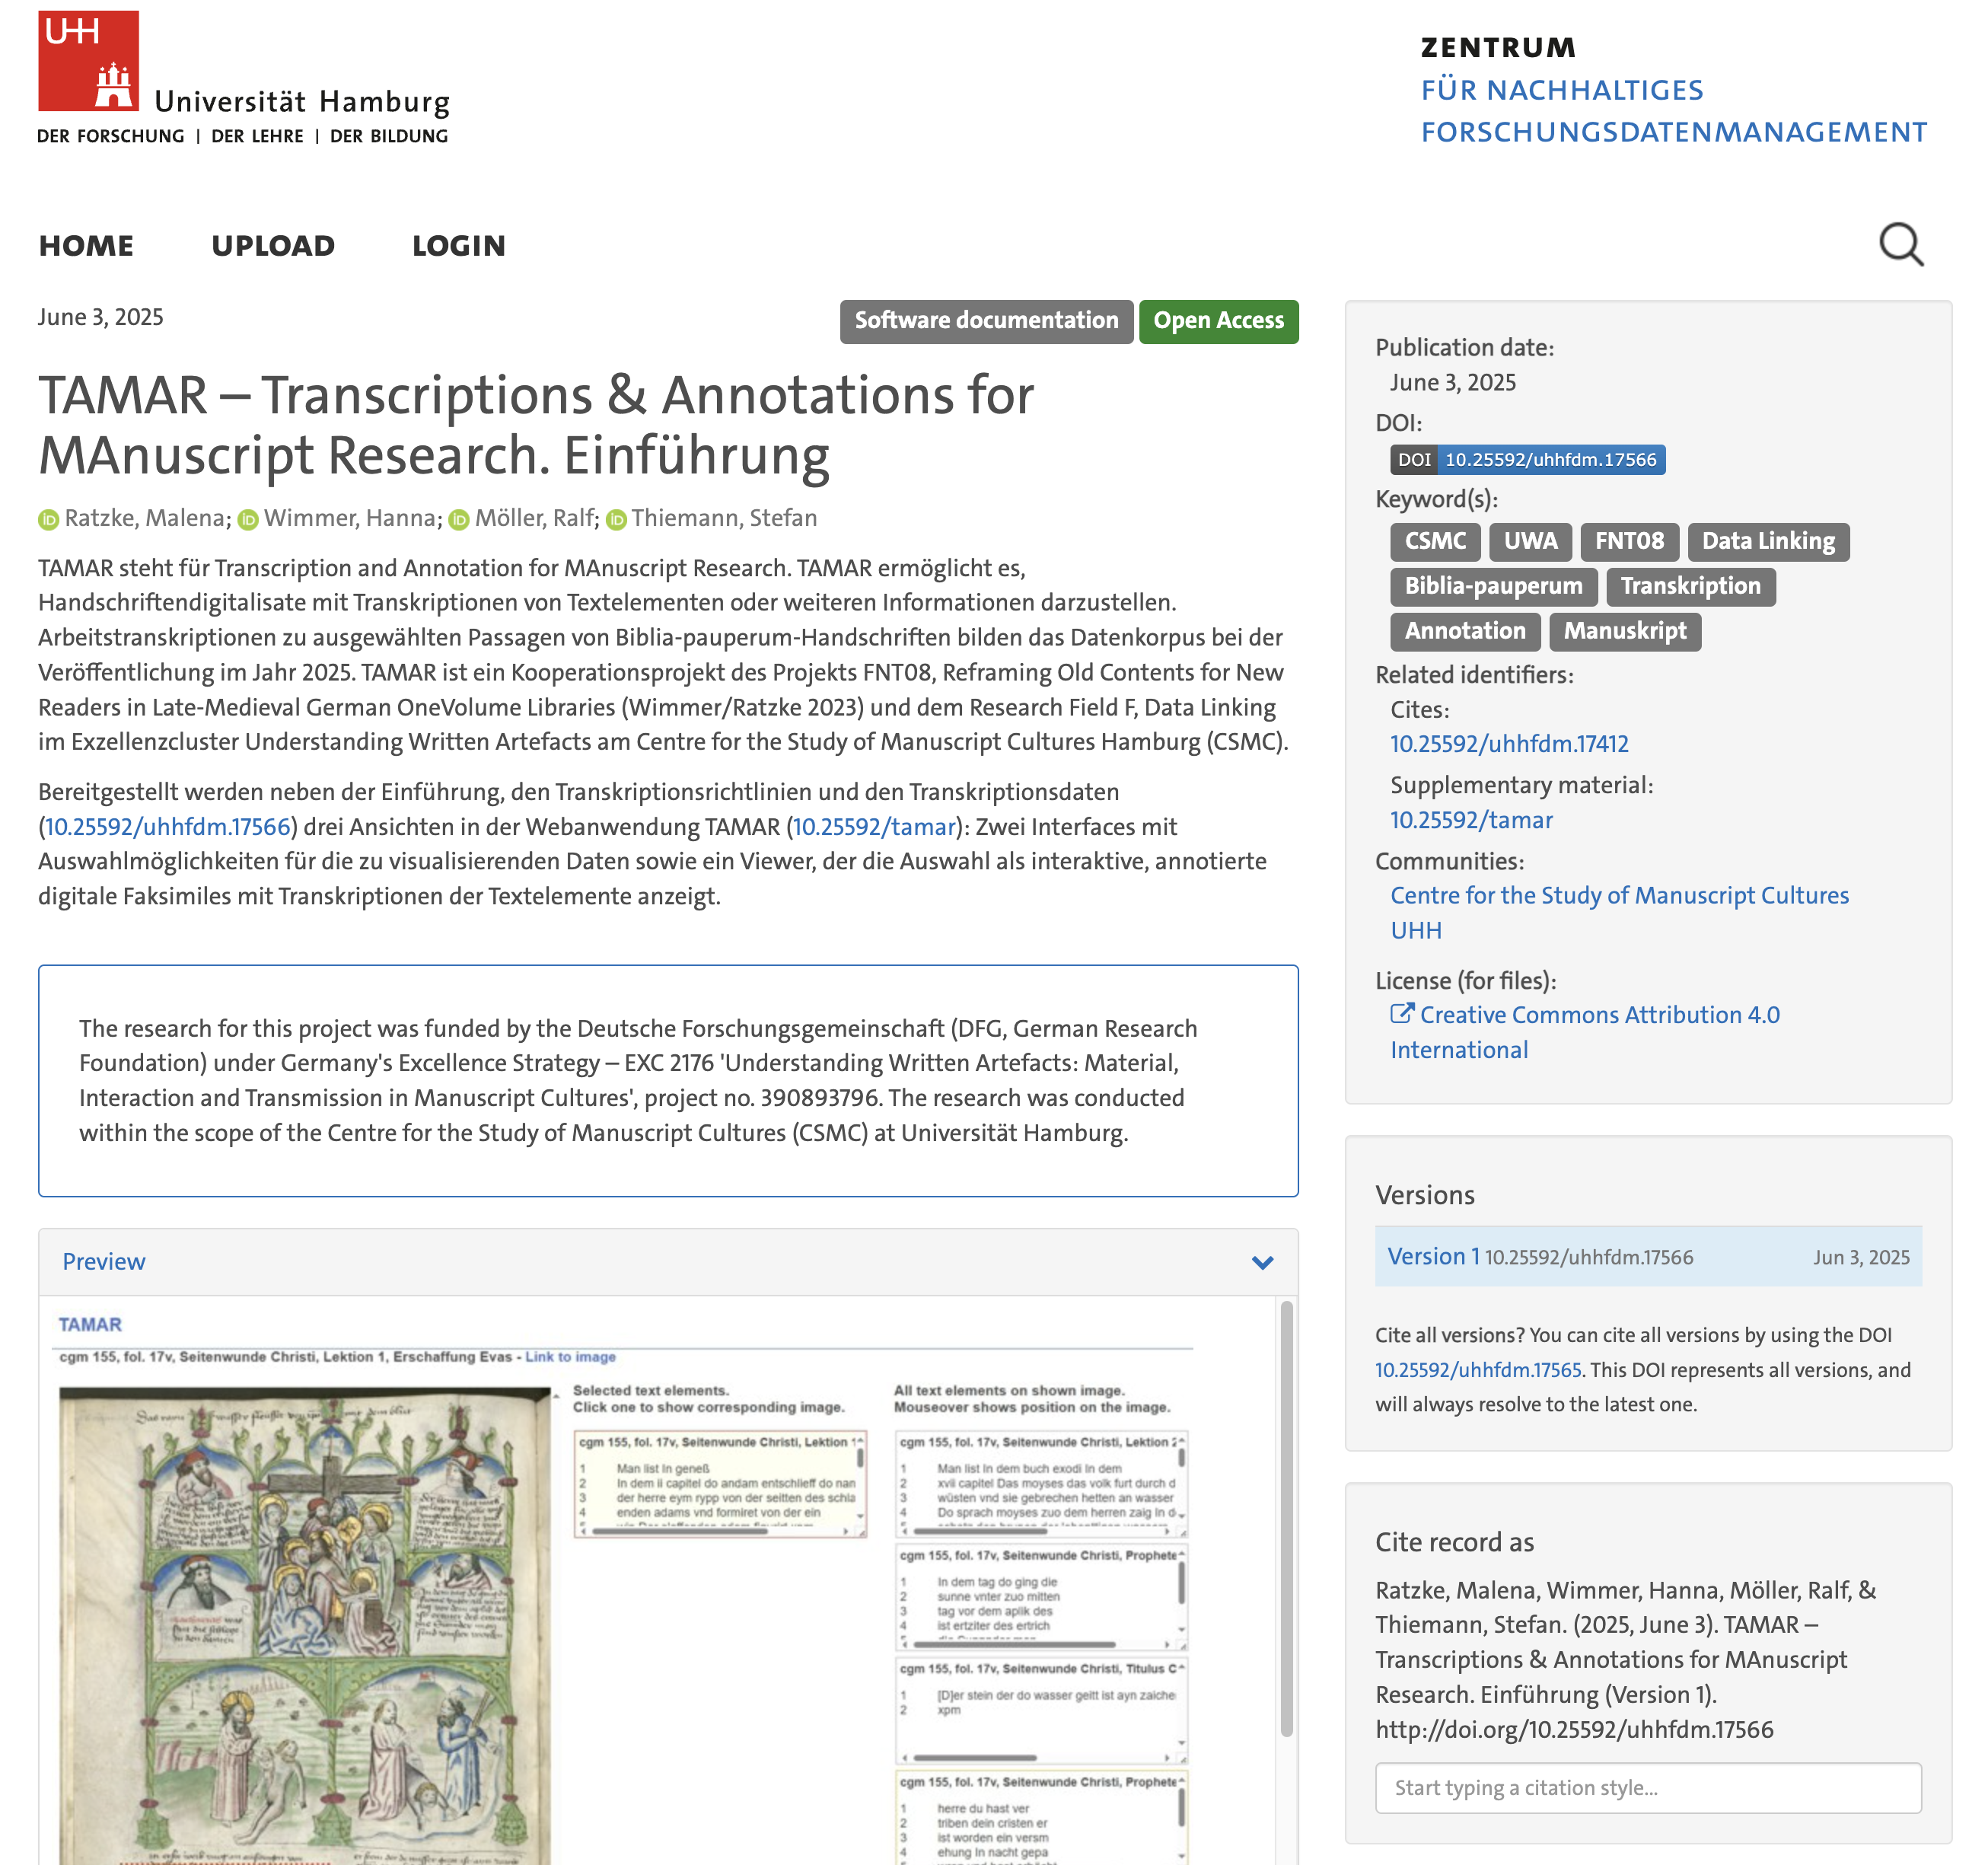 UHH
Universität Hamburg
DER FORSCHUNG | DER LEHRE | DER BILDUNG
ZENTRUM
FÜR NACHHALTIGES
FORSCHUNGSDATENMANAGEMENT
HOME UPLOAD LOGIN
June 3, 2025
Software documentation Open Access
TAMAR – Transcriptions & Annotations for
MAnuscript Research. Einführung
iD Ratzke, Malena; iD Wimmer, Hanna; iD Möller, Ralf; iD Thiemann, Stefan
TAMAR steht für Transcription and Annotation for MAnuscript Research. TAMAR ermöglicht es,
Handschriftendigitalisate mit Transkriptionen von Textelementen oder weiteren Informationen darzustellen.
Arbeitstranskriptionen zu ausgewählten Passagen von Biblia-pauperum-Handschriften bilden das Datenkorpus bei der
Veröffentlichung im Jahr 2025. TAMAR ist ein Kooperationsprojekt des Projekts FNT08, Reframing Old Contents for New
Readers in Late-Medieval German OneVolume Libraries (Wimmer/Ratzke 2023) und dem Research Field F, Data Linking
im Exzellenzcluster Understanding Written Artefacts am Centre for the Study of Manuscript Cultures Hamburg (CSMC).
Bereitgestellt werden neben der Einführung, den Transkriptionsrichtlinien und den Transkriptionsdaten
(10.25592/uhhfdm.17566) drei Ansichten in der Webanwendung TAMAR (10.25592/tamar): Zwei Interfaces mit
Auswahlmöglichkeiten für die zu visualisierenden Daten sowie ein Viewer, der die Auswahl als interaktive, annotierte
digitale Faksimiles mit Transkriptionen der Textelemente anzeigt.
The research for this project was funded by the Deutsche Forschungsgemeinschaft (DFG, German Research
Foundation) under Germany's Excellence Strategy – EXC 2176 'Understanding Written Artefacts: Material,
Interaction and Transmission in Manuscript Cultures', project no. 390893796. The research was conducted
within the scope of the Centre for the Study of Manuscript Cultures (CSMC) at Universität Hamburg.
Preview
TAMAR
cgm 155, fol. 17v, Seitenwunde Christi, Lektion 1, Erschaffung Evas - Link to image
Selected text elements.
Click one to show corresponding image.
cgm 155, fol. 17v, Seitenwunde Christi, Lektion 1
1 Man list In geneß
2 In dem ii capitel do andam entschlieff do nan
3 der herre eym rypp von der seitten des schla
4 enden adams vnd formiret von der ein
All text elements on shown image.
Mouseover shows position on the image.
cgm 155, fol. 17v, Seitenwunde Christi, Lektion 2
1 Man list In dem buch exodi In dem
2 xvii capitel Das moyses das volk furt durch d
3 wüsten vnd sie gebrechen hetten an wasser
4 Do sprach moyses zuo dem herren zaig In d
cgm 155, fol. 17v, Seitenwunde Christi, Prophete
1 In dem tag do ging die
2 sunne vnter zuo mitten
3 tag vor dem aplik des
4 ist ertziter des ertrich
cgm 155, fol. 17v, Seitenwunde Christi, Titulus C
1 [D]er stein der do wasser geltt ist ayn zaiche
2 xpm
cgm 155, fol. 17v, Seitenwunde Christi, Prophete
1 herre du hast ver
2 triben dein cristen er
3 ist worden ein versm
4 ehung In nacht gepa
Publication date:
June 3, 2025
DOI:
DOI 10.25592/uhhfdm.17566
Keyword(s):
CSMC UWA FNT08 Data Linking
Biblia-pauperum Transkription
Annotation Manuskript
Related identifiers:
Cites:
10.25592/uhhfdm.17412
Supplementary material:
10.25592/tamar
Communities:
Centre for the Study of Manuscript Cultures
UHH
License (for files):
Creative Commons Attribution 4.0
International
Versions
Version 1 10.25592/uhhfdm.17566 Jun 3, 2025
Cite all versions? You can cite all versions by using the DOI
10.25592/uhhfdm.17565. This DOI represents all versions, and
will always resolve to the latest one.
Cite record as
Ratzke, Malena, Wimmer, Hanna, Möller, Ralf, &
Thiemann, Stefan. (2025, June 3). TAMAR –
Transcriptions & Annotations for MAnuscript
Research. Einführung (Version 1).
http://doi.org/10.25592/uhhfdm.17566
Start typing a citation style...